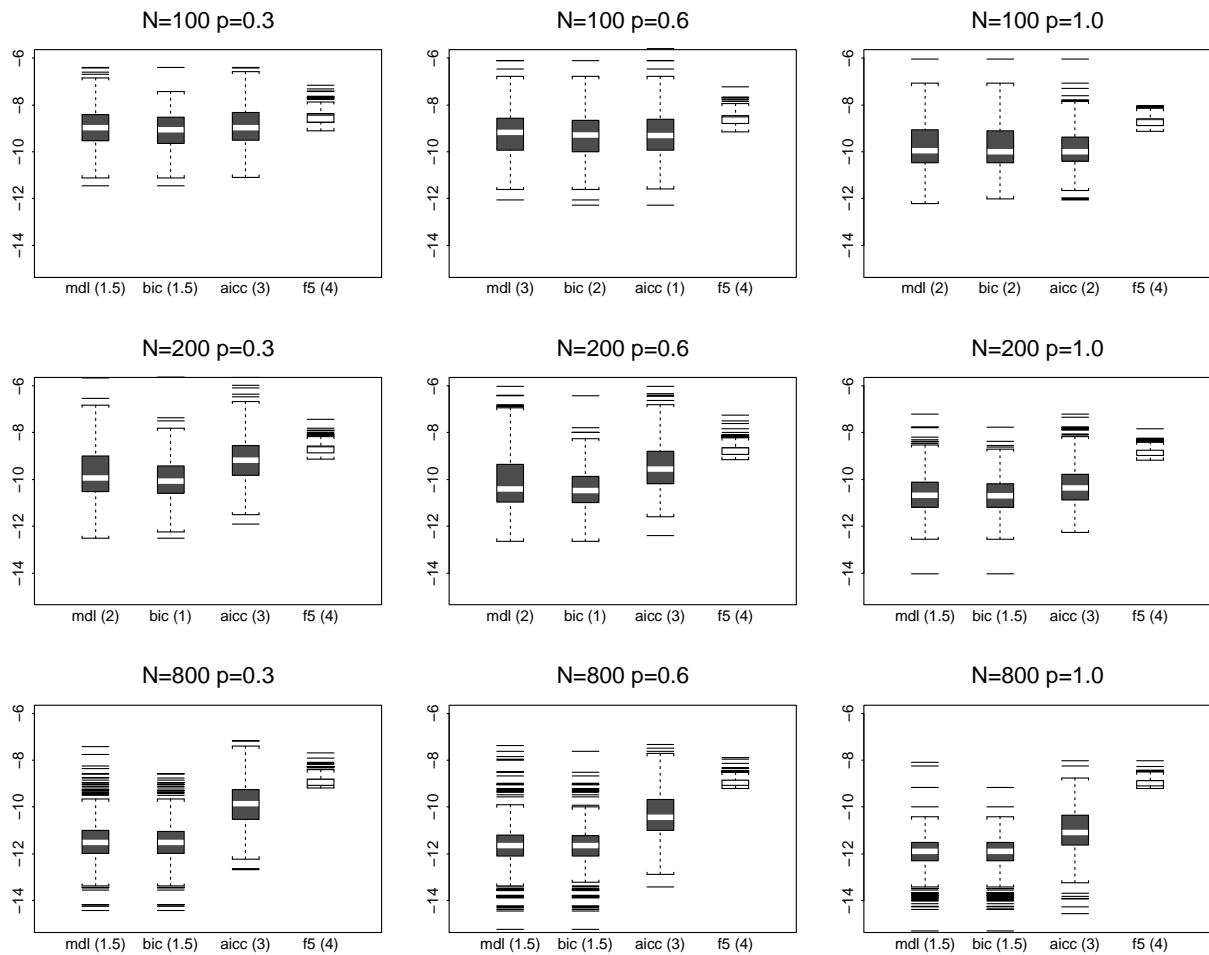 N=100 p=0.3
N=100 p=0.6
N=100 p=1.0
-6
-8
-10
-12
-14
-6
-8
-10
-12
-14
-6
-8
-10
-12
-14
mdl (1.5) bic (1.5) aicc (3) f5 (4)
mdl (3) bic (2) aicc (1) f5 (4)
mdl (2) bic (2) aicc (2) f5 (4)
N=200 p=0.3
N=200 p=0.6
N=200 p=1.0
-6
-8
-10
-12
-14
-6
-8
-10
-12
-14
-6
-8
-10
-12
-14
mdl (2) bic (1) aicc (3) f5 (4)
mdl (2) bic (1) aicc (3) f5 (4)
mdl (1.5) bic (1.5) aicc (3) f5 (4)
N=800 p=0.3
N=800 p=0.6
N=800 p=1.0
-6
-8
-10
-12
-14
-6
-8
-10
-12
-14
-6
-8
-10
-12
-14
mdl (1.5) bic (1.5) aicc (3) f5 (4)
mdl (1.5) bic (1.5) aicc (3) f5 (4)
mdl (1.5) bic (1.5) aicc (3) f5 (4)